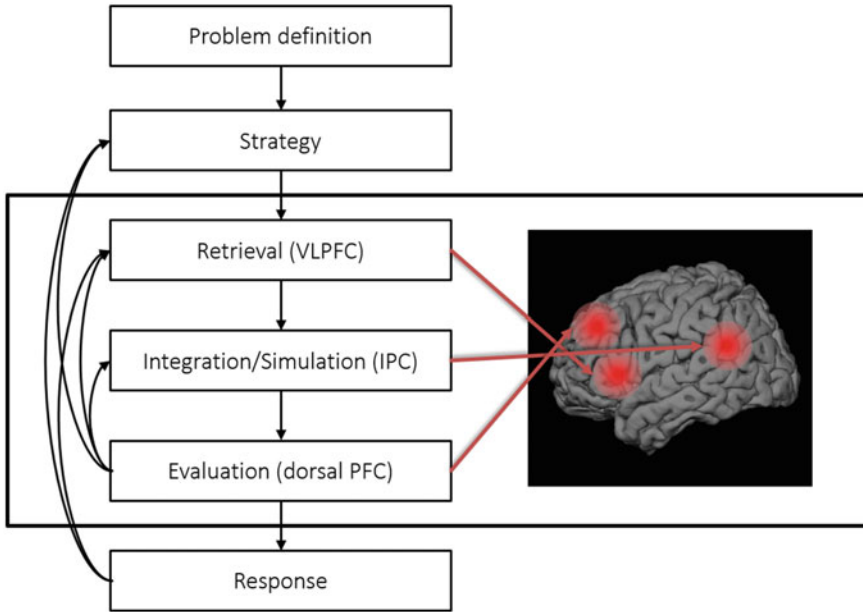 Problem definition
Strategy
Retrieval (VLPFC)
Integration/Simulation (IPC)
Evaluation (dorsal PFC)
Response